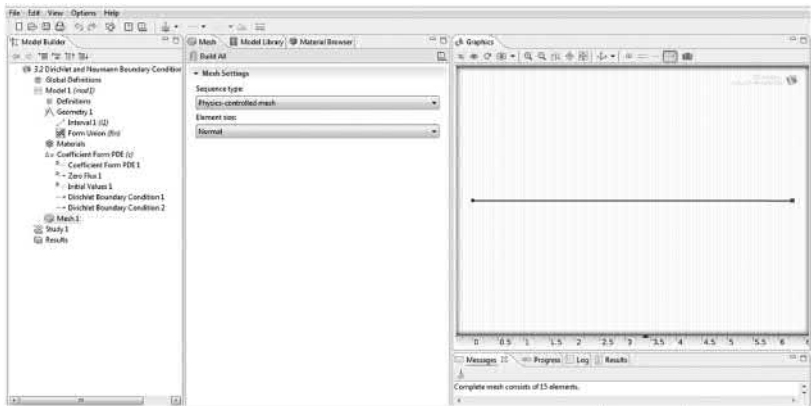 File Edit View Options Help
Model Builder
3.2 Dirichlet and Neumann Boundary Condition
Global Definitions
Model 1 (mod1)
Definitions
Geometry 1
Interval 1 (i1)
Form Union (fin)
Materials
Coefficient Form PDE (c)
Coefficient Form PDE 1
Zero Flux 1
Initial Values 1
Dirichlet Boundary Condition 1
Dirichlet Boundary Condition 2
Mesh 1
Study 1
Results
Mesh Model Library Material Browser
Build All
Mesh Settings
Sequence type:
Physics-controlled mesh
Element size:
Normal
Graphics
0 0.5 1 1.5 2 2.5 3 3.5 4 4.5 5 5.5 6
Messages Progress Log Results
Complete mesh consists of 15 elements.